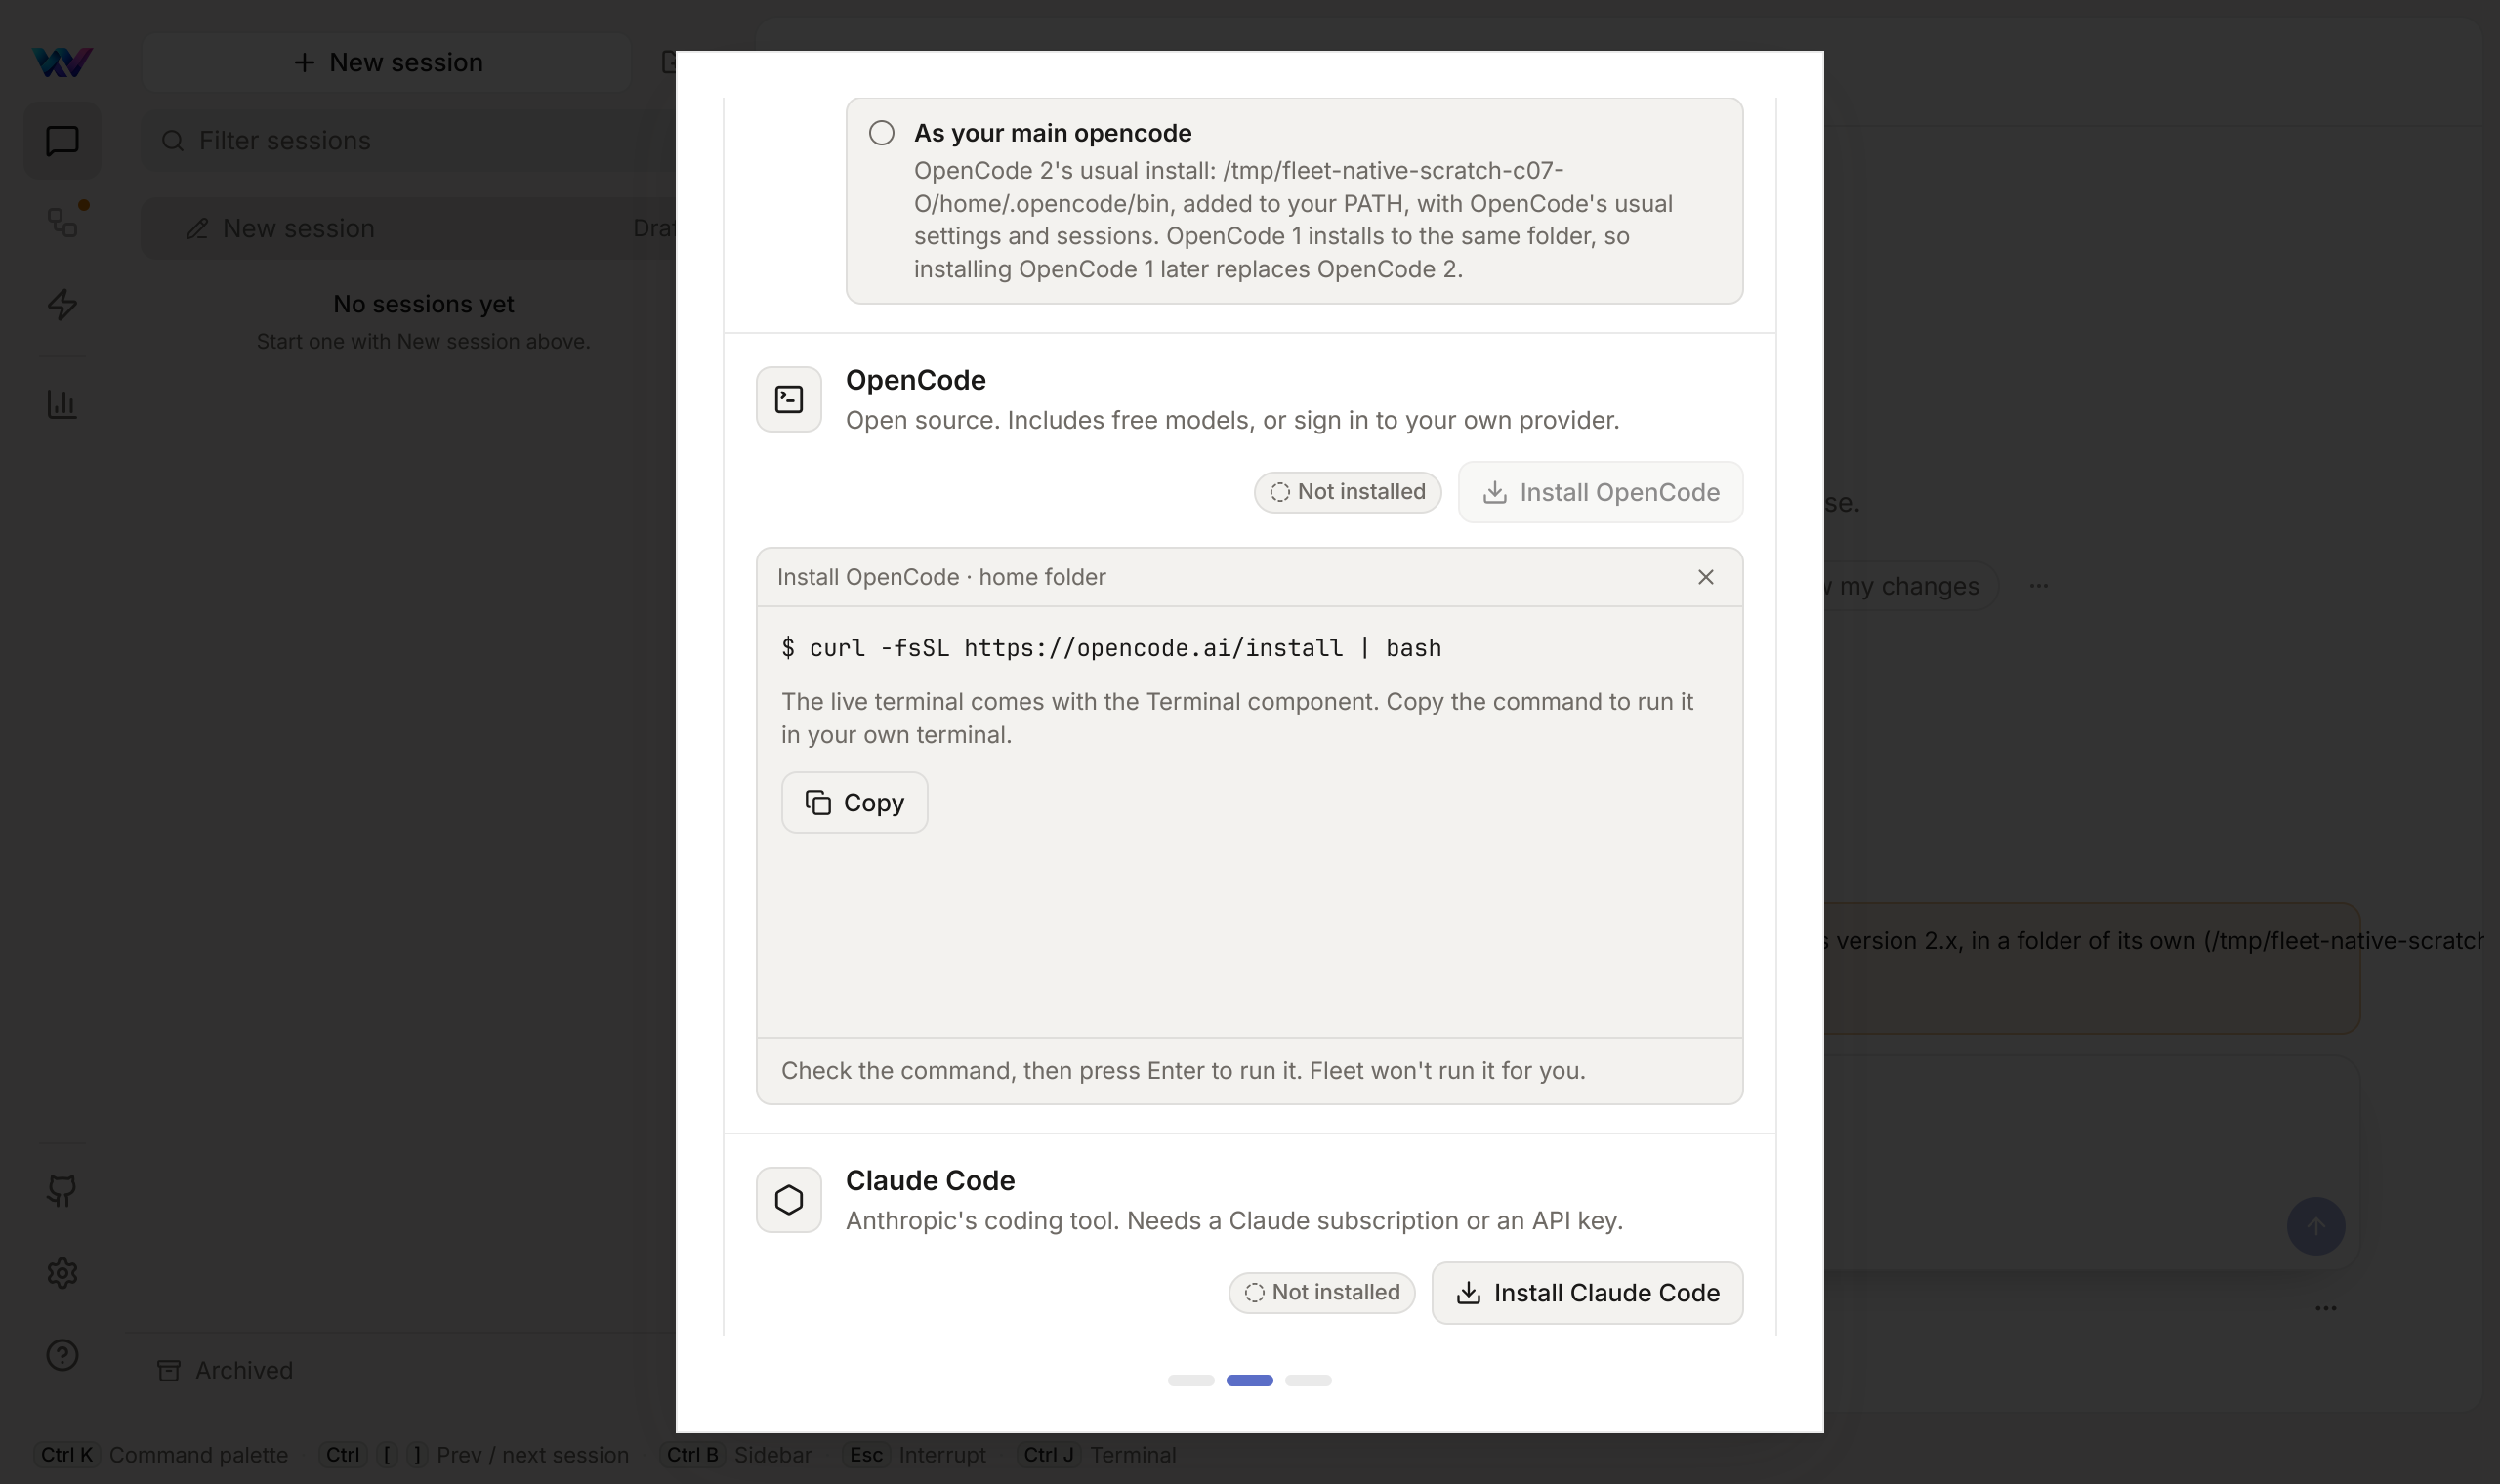 New session
Filter sessions
New session
No sessions yet
Start one with New session above.
Archived
As your main opencode
OpenCode 2's usual install: /tmp/fleet-native-scratch-c07-
O/home/.opencode/bin, added to your PATH, with OpenCode's usual
settings and sessions. OpenCode 1 installs to the same folder, so
installing OpenCode 1 later replaces OpenCode 2.
OpenCode
Open source. Includes free models, or sign in to your own provider.
Not installed
Install OpenCode
Install OpenCode · home folder
$ curl -fsSL https://opencode.ai/install | bash
The live terminal comes with the Terminal component. Copy the command to run it
in your own terminal.
Copy
Check the command, then press Enter to run it. Fleet won't run it for you.
Claude Code
Anthropic's coding tool. Needs a Claude subscription or an API key.
Not installed
Install Claude Code
my changes
version 2.x, in a folder of its own (/tmp/fleet-native-scratch
Ctrl K Command palette Ctrl [ ] Prev / next session Ctrl B Sidebar Esc Interrupt Ctrl J Terminal